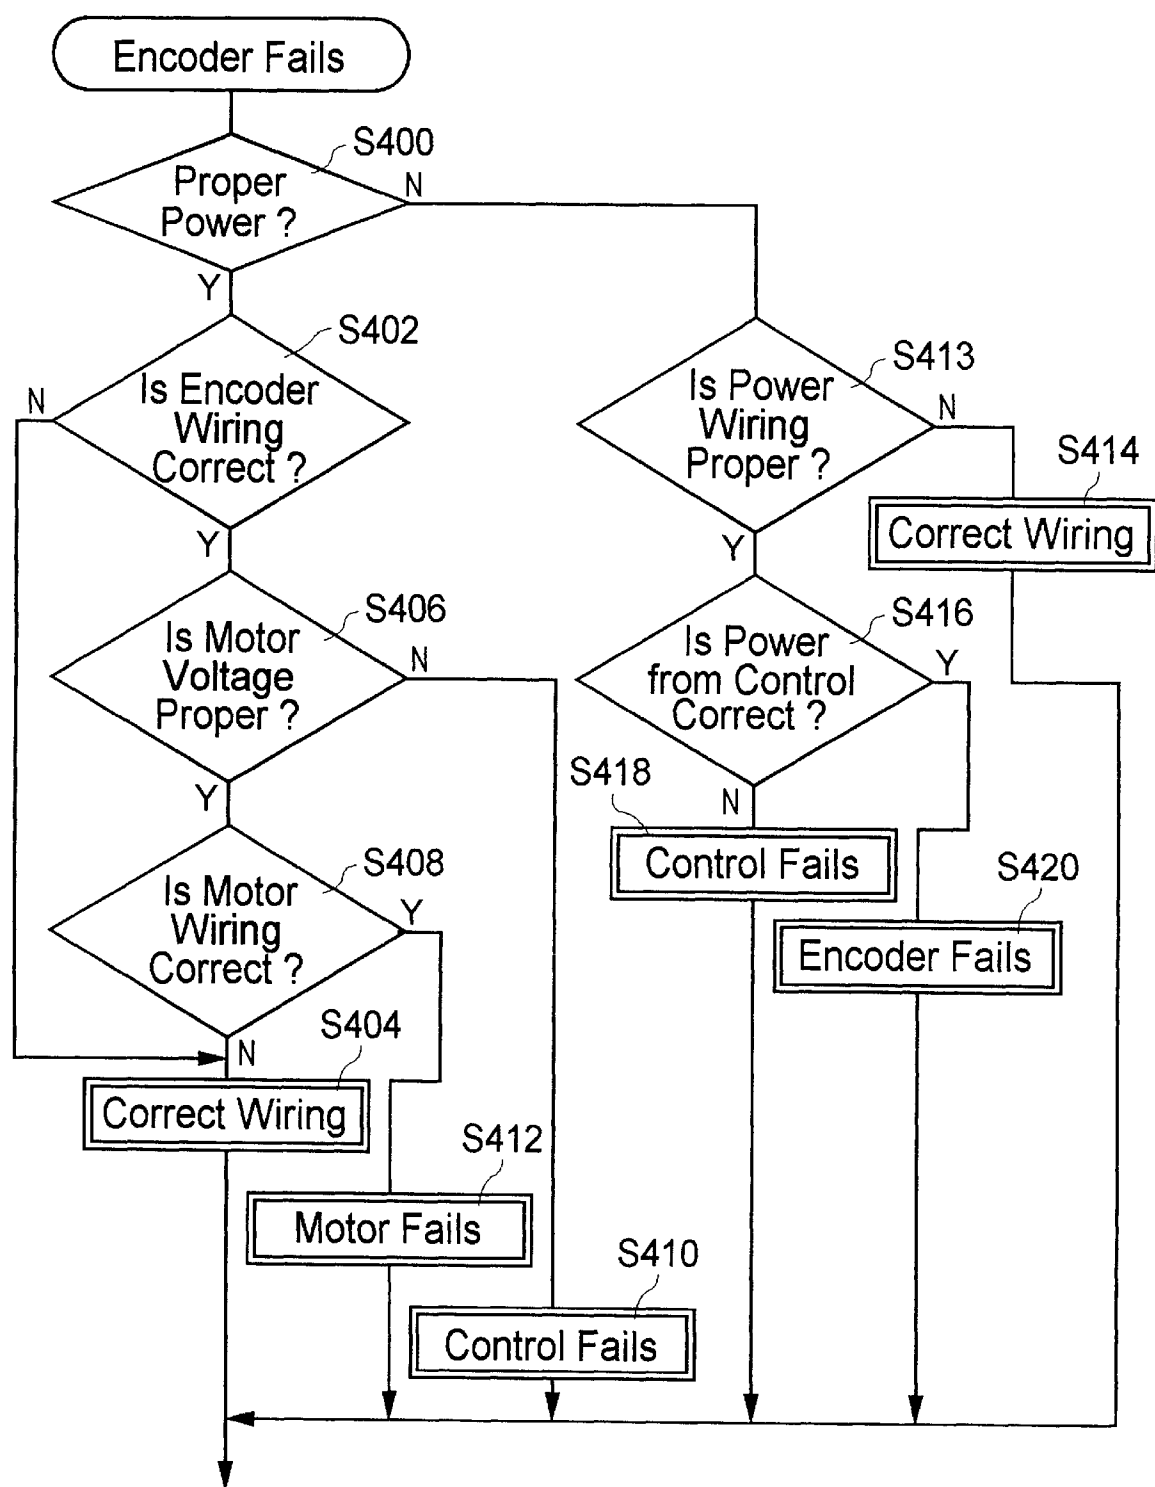 Encoder Fails
S400
Proper
Power ?
N
Y
S402
Is Encoder
Wiring
Correct ?
N
Y
S413
Is Power
Wiring
Proper ?
N
Y
S414
Correct Wiring
S406
Is Motor
Voltage
Proper ?
N
Y
S416
Is Power
from Control
Correct ?
Y
N
S418
Control Fails
S420
Encoder Fails
S408
Is Motor
Wiring
Correct ?
Y
N
S404
Correct Wiring
S412
Motor Fails
S410
Control Fails